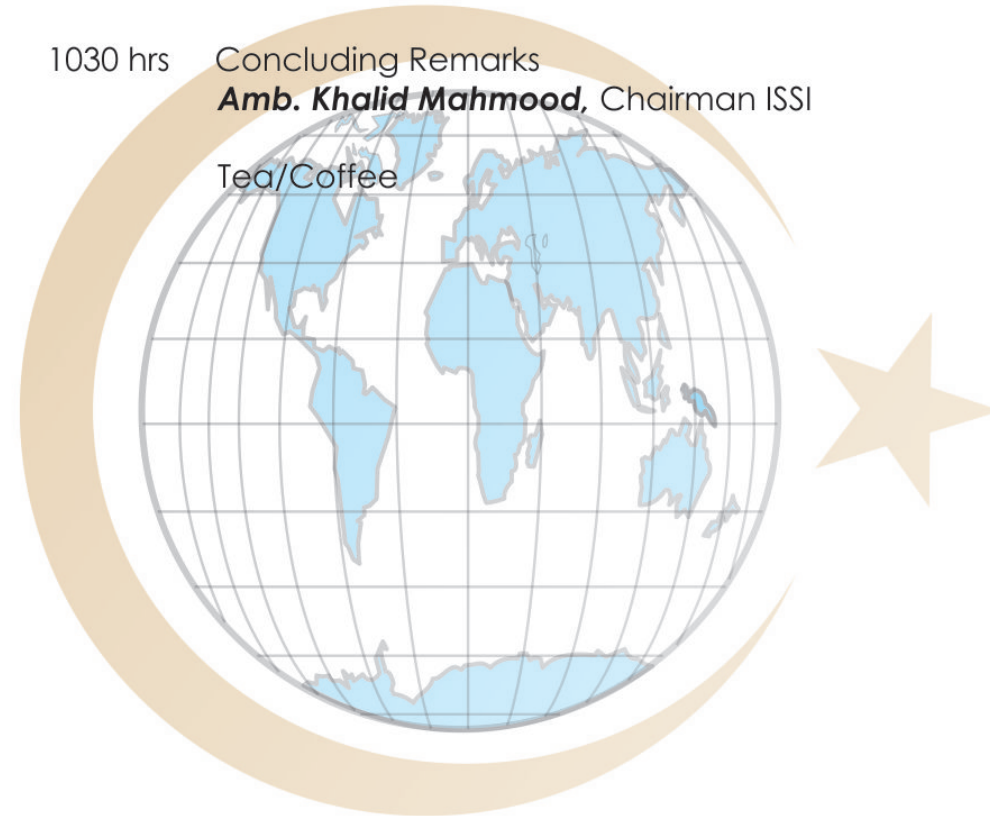 1030 hrs Concluding Remarks
Amb. Khalid Mahmood, Chairman ISSI
Tea/Coffee